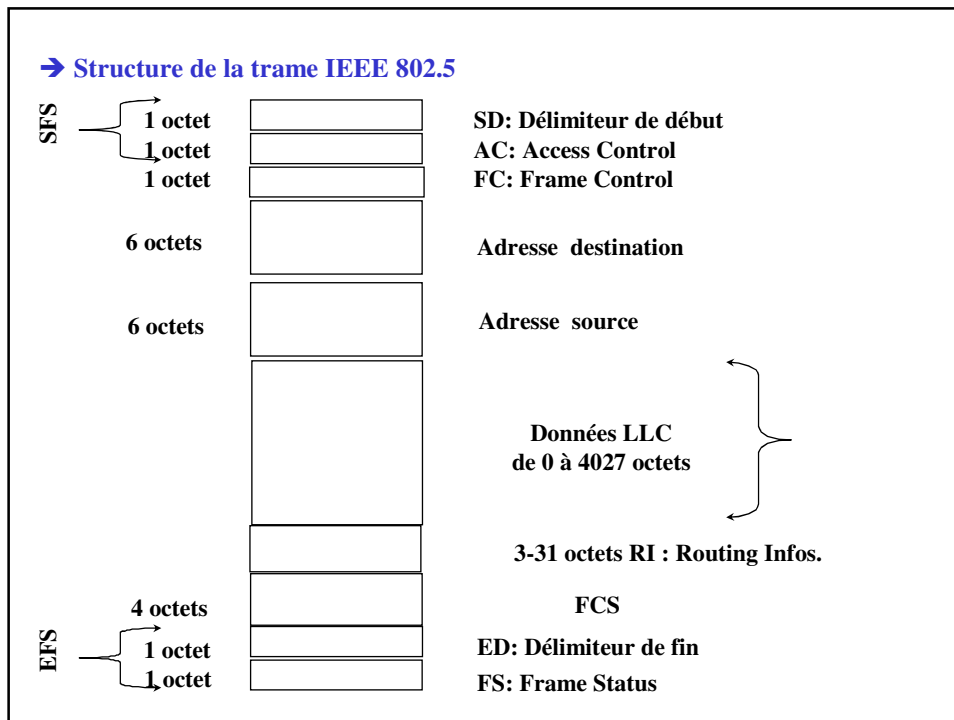 ➔ Structure de la trame IEEE 802.5
SFS
1 octet SD: Délimiteur de début
1 octet AC: Access Control
1 octet FC: Frame Control
6 octets Adresse destination
6 octets Adresse source
Données LLC
de 0 à 4027 octets
3-31 octets RI : Routing Infos.
4 octets FCS
EFS
1 octet ED: Délimiteur de fin
1 octet FS: Frame Status